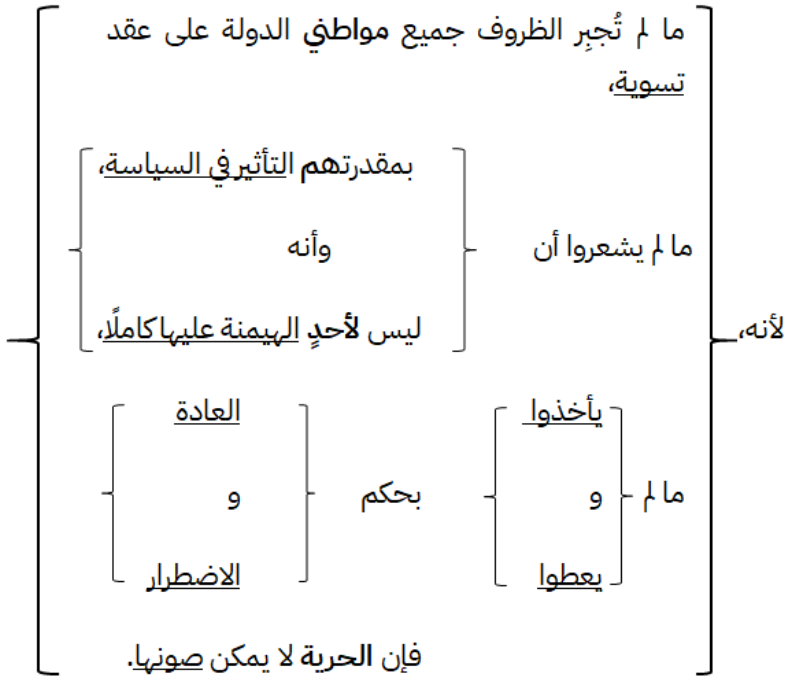 لأنه،
ما لم تُجبِر الظروف جميع مواطني الدولة على عقد
تسوية،
ما لم يشعروا أن
بمقدرتهم التأثير في السياسة،
وأنه
ليس لأحدٍ الهيمنة عليها كاملًا،
ما لم
يأخذوا
و
يعطوا
بحكم
العادة
و
الاضطرار
فإن الحرية لا يمكن صونها.